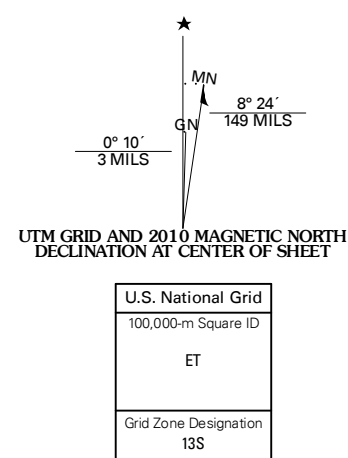 ★
MN
8° 24´
149 MILS
GN
0° 10´
3 MILS
UTM GRID AND 2010 MAGNETIC NORTH
DECLINATION AT CENTER OF SHEET
U.S. National Grid
100,000-m Square ID
ET
Grid Zone Designation
13S